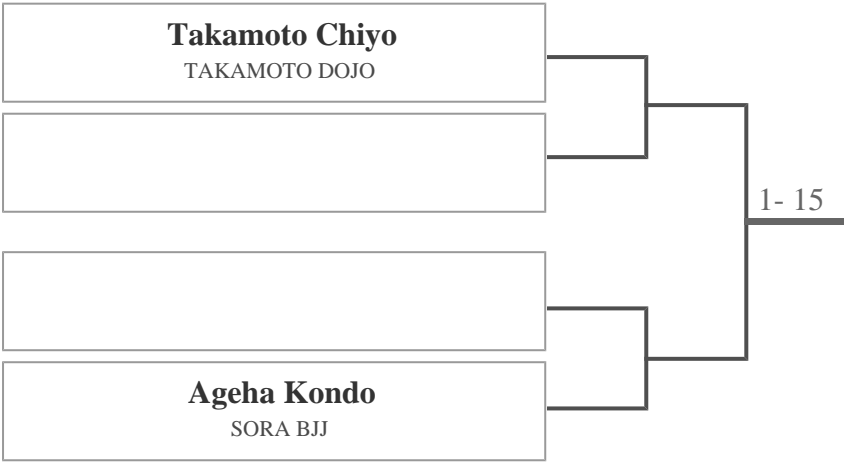 Takamoto Chiyo
TAKAMOTO DOJO
1- 15
Ageha Kondo
SORA BJJ